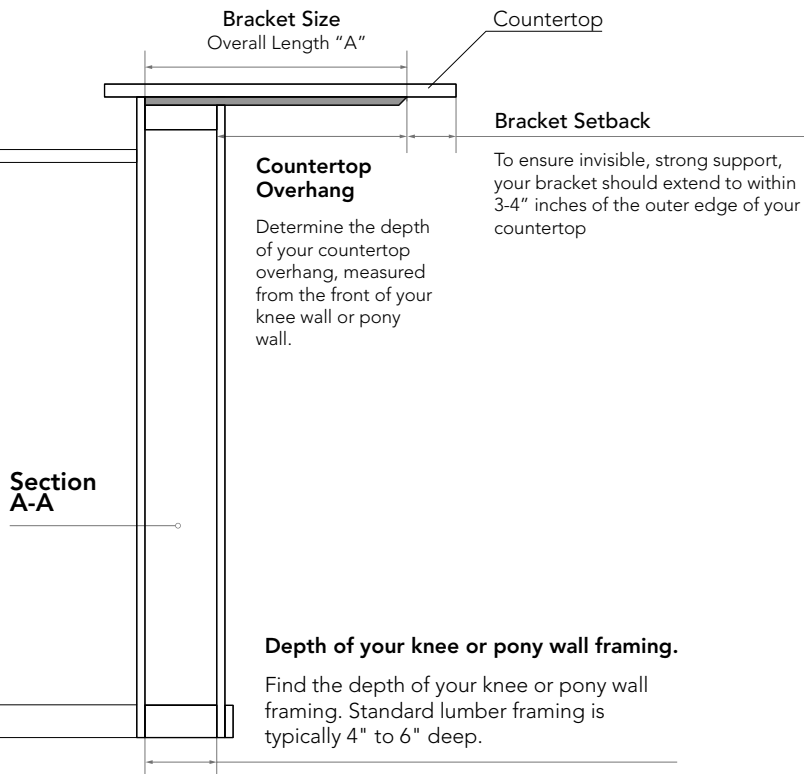 Bracket Size
Overall Length “A”
Countertop
Bracket Setback
To ensure invisible, strong support,
your bracket should extend to within
3-4” inches of the outer edge of your
countertop
Countertop
Overhang
Determine the depth
of your countertop
overhang, measured
from the front of your
knee wall or pony
wall.
Section
A-A
Depth of your knee or pony wall framing.
Find the depth of your knee or pony wall
framing. Standard lumber framing is
typically 4" to 6" deep.